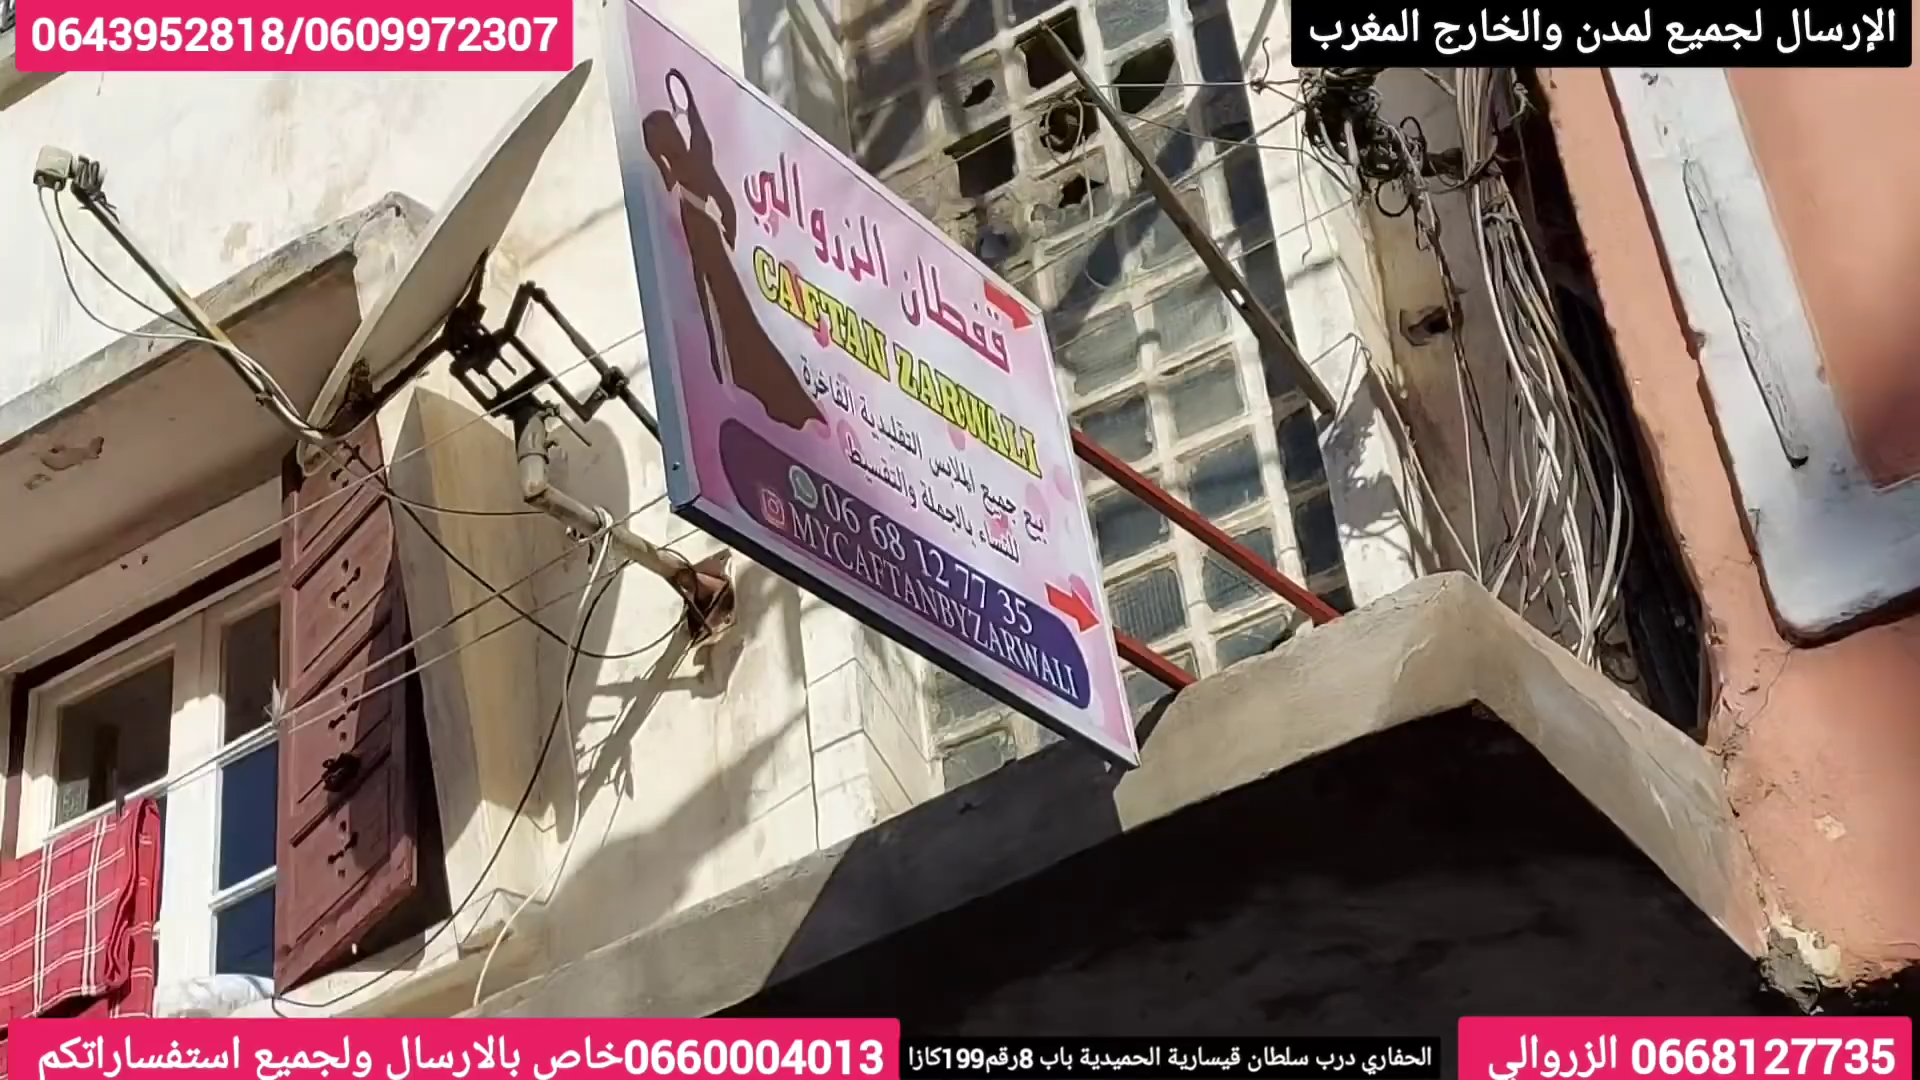 0643952818/0609972307
الإرسال لجميع لمدن والخارج المغرب
قفطان الزروالي
CAFTAN ZARWALI
بيع جميع الملابس التقليدية الفاخرة
للنساء بالجملة والتقسيط
06 68 12 77 35
MYCAFTANBYZARWALI
0660004013خاص بالارسال ولجميع استفساراتكم
الحفاري درب سلطان قيسارية الحميدية باب 8رقم199كازا
0668127735 الزروالي